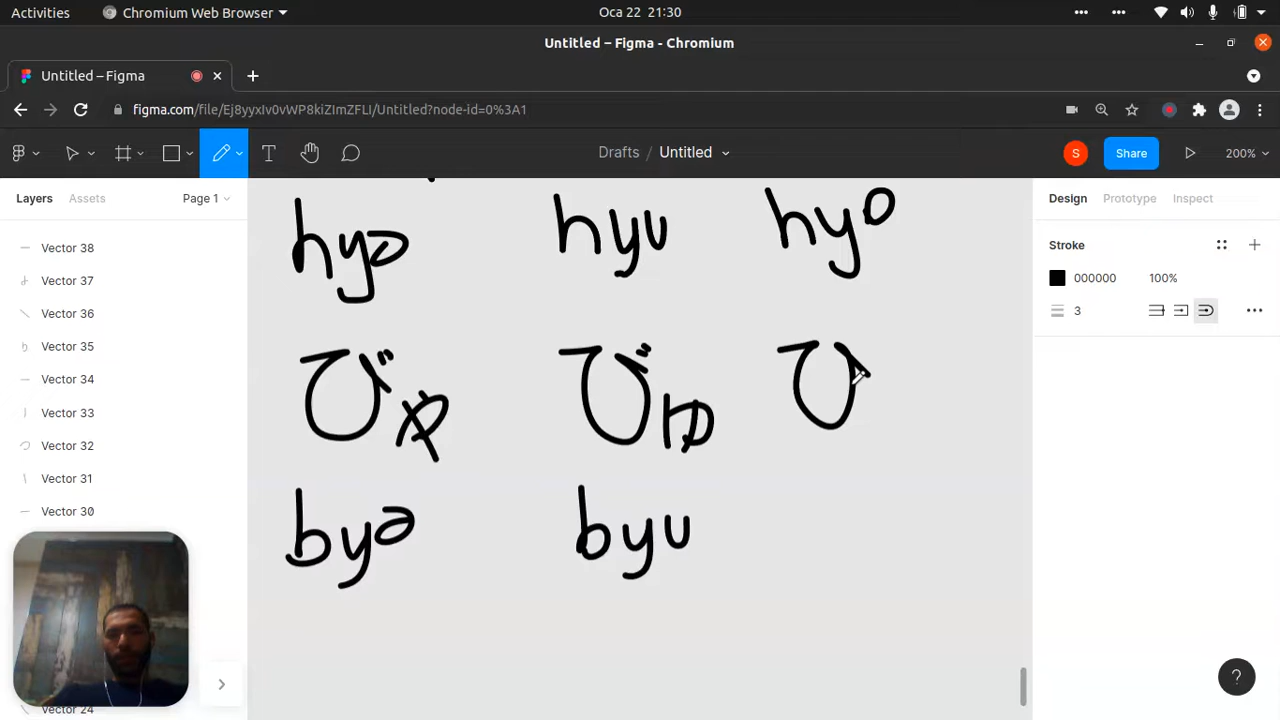 Activities Chromium Web Browser Oca 22 21:30
Untitled – Figma - Chromium
Untitled – Figma
figma.com/file/Ej8yyxIv0vWP8kiZImZFLI/Untitled?node-id=0%3A1
Drafts / Untitled S Share 200%
Layers Assets Page 1 Design Prototype Inspect
Vector 38
Vector 37
Vector 36
Vector 35
Vector 34
Vector 33
Vector 32
Vector 31
Vector 30
Vector 24
hya hyu hyo
びゃ びゅ ひ
bya byu
Stroke
000000 100%
3
?